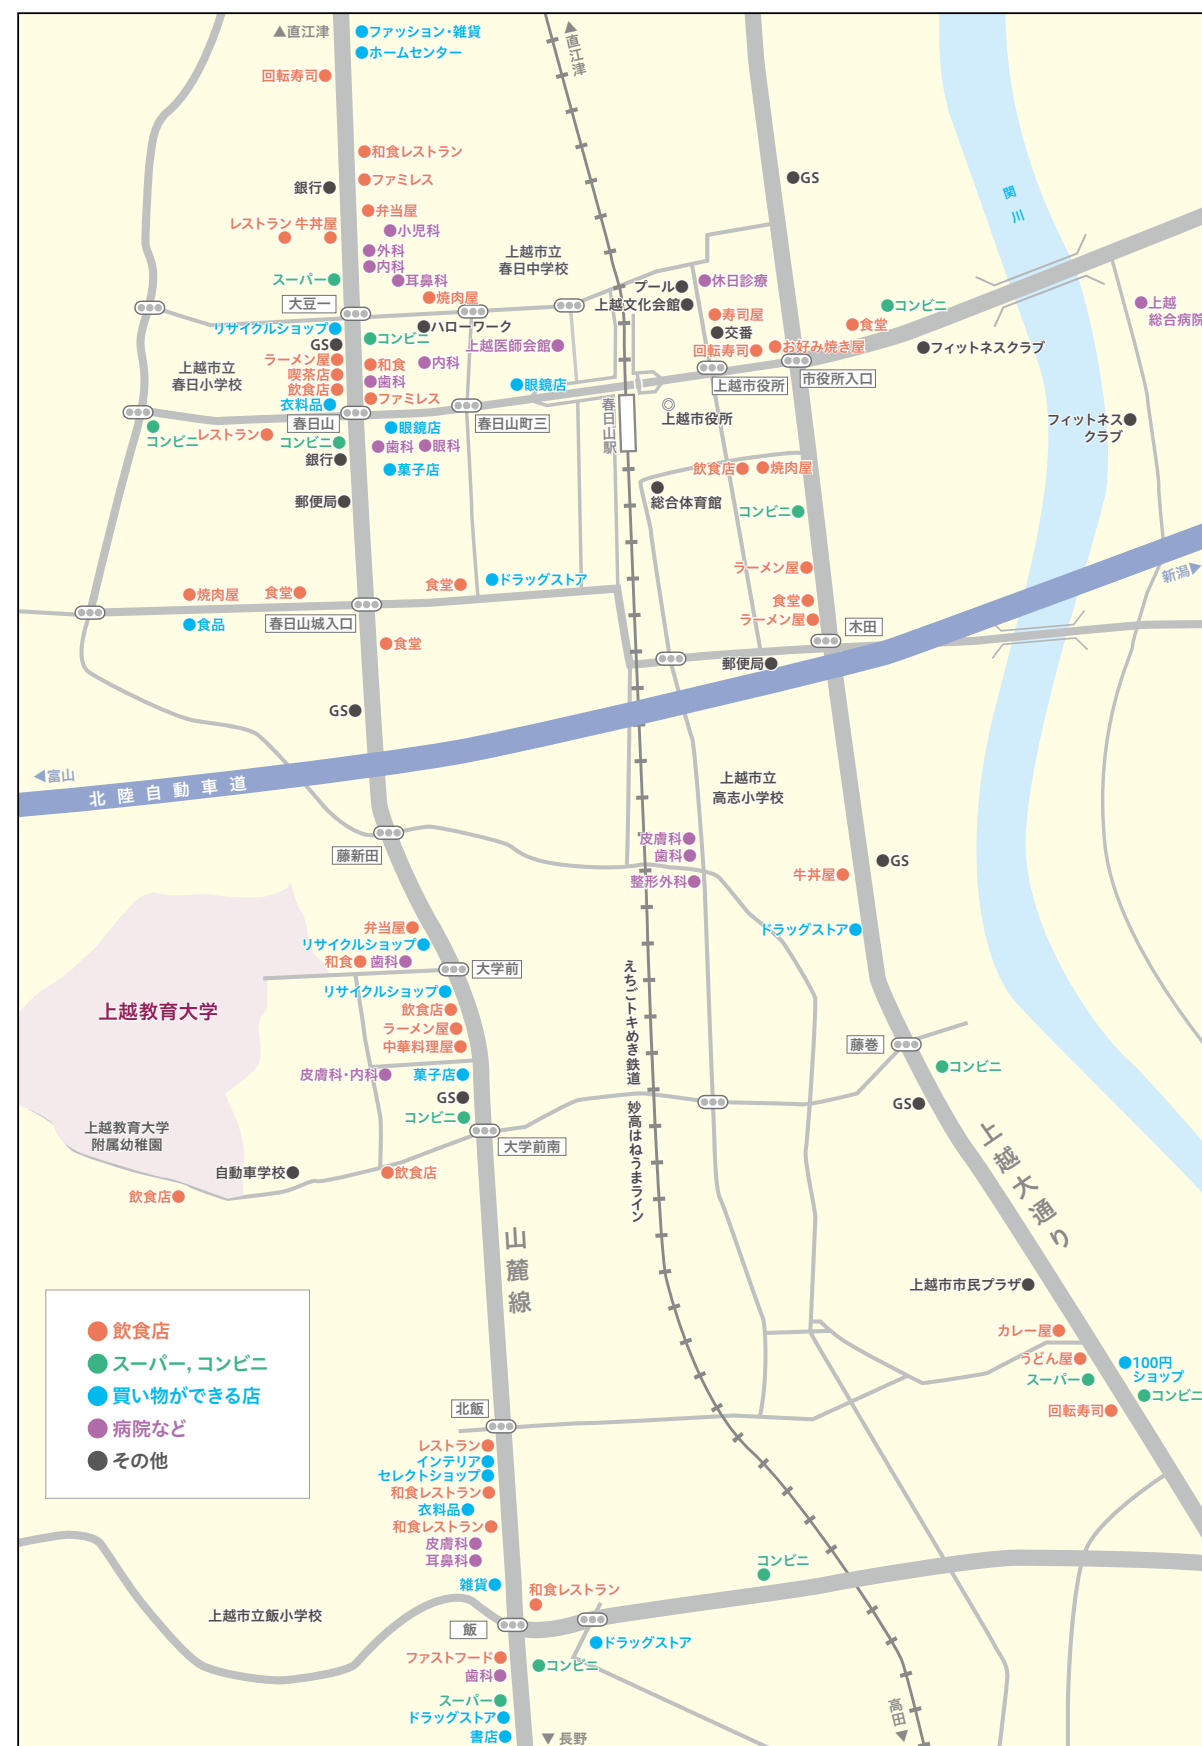 ▲直江津
ファッション・雑貨
ホームセンター
▲直江津
回転寿司
和食レストラン
ファミレス
銀行
GS
関川
弁当屋
レストラン 牛丼屋
小児科
外科
内科
上越市立
春日中学校
スーパー
耳鼻科
プール
休日診療
大豆一
焼肉屋
上越文化会館
コンビニ
上越
総合病院
寿司屋
リサイクルショップ
ハローワーク
交番
食堂
GS
コンビニ
上越医師会館
回転寿司
お好み焼き屋
フィットネスクラブ
ラーメン屋
和食
内科
上越市立
春日小学校
喫茶店
歯科
眼鏡店
上越市役所
市役所入口
飲食店
ファミレス
衣料品
春日山
眼鏡店
春日山町三
春日山駅
◎
上越市役所
フィットネス
クラブ
コンビニ
レストラン
コンビニ
歯科
眼科
銀行
菓子店
飲食店
焼肉屋
郵便局
総合体育館
コンビニ
ラーメン屋
新潟▶
焼肉屋
食堂
食堂
ドラッグストア
食堂
食品
春日山城入口
ラーメン屋
木田
食堂
郵便局
GS
◀富山
北陸自動車道
上越市立
高志小学校
藤新田
皮膚科
歯科
整形外科
GS
牛丼屋
弁当屋
リサイクルショップ
和食
歯科
大学前
ドラッグストア
リサイクルショップ
上越教育大学
飲食店
ラーメン屋
中華料理屋
えちごトキめき鉄道 妙高はねうまライン
藤巻
皮膚科・内科
菓子店
コンビニ
GS
GS
コンビニ
上越教育大学
附属幼稚園
大学前南
上越大通り
自動車学校
飲食店
飲食店
山麓線
上越市市民プラザ
カレー屋
うどん屋
スーパー
100円
ショップ
コンビニ
回転寿司
飲食店
スーパー, コンビニ
買い物ができる店
病院など
その他
北飯
レストラン
インテリア
セレクトショップ
和食レストラン
衣料品
和食レストラン
皮膚科
耳鼻科
雑貨
コンビニ
和食レストラン
上越市立飯小学校
飯
ドラッグストア
ファストフード
コンビニ
歯科
スーパー
ドラッグストア
書店
▼長野
高田▼